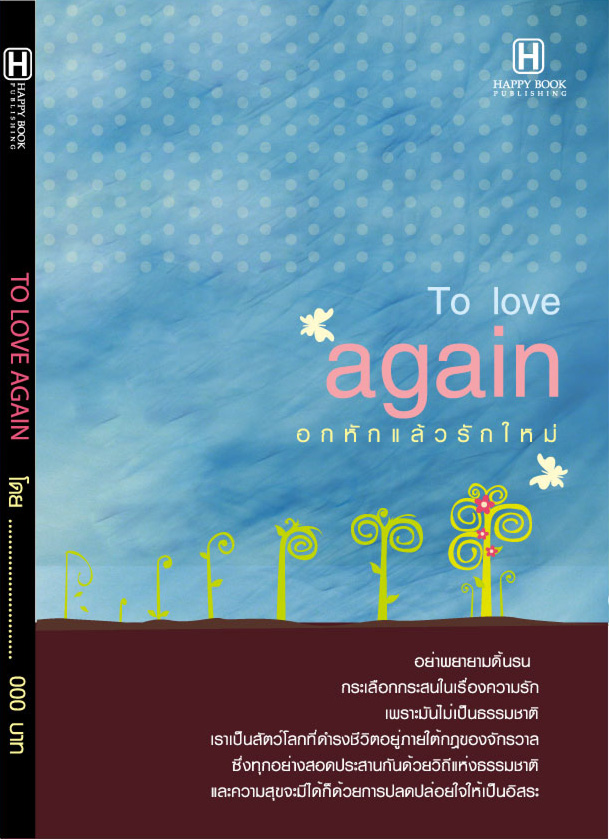 H
HAPPY BOOK
PUBLISHING
TO LOVE AGAIN
โดย ................................
000 บาท
H
HAPPY BOOK
PUBLISHING
To love
again
อกหักแล้วรักใหม่
อย่าพยายามดิ้นรน
กระเลือกกระสนในเรื่องความรัก
เพราะมันไม่เป็นธรรมชาติ
เราเป็นสัตว์โลกที่ดำรงชีวิตอยู่ภายใต้กฎของจักรวาล
ซึ่งทุกอย่างสอดประสานกันด้วยวิถีแห่งธรรมชาติ
และความสุขจะมีได้ก็ด้วยการปลดปล่อยใจให้เป็นอิสระ